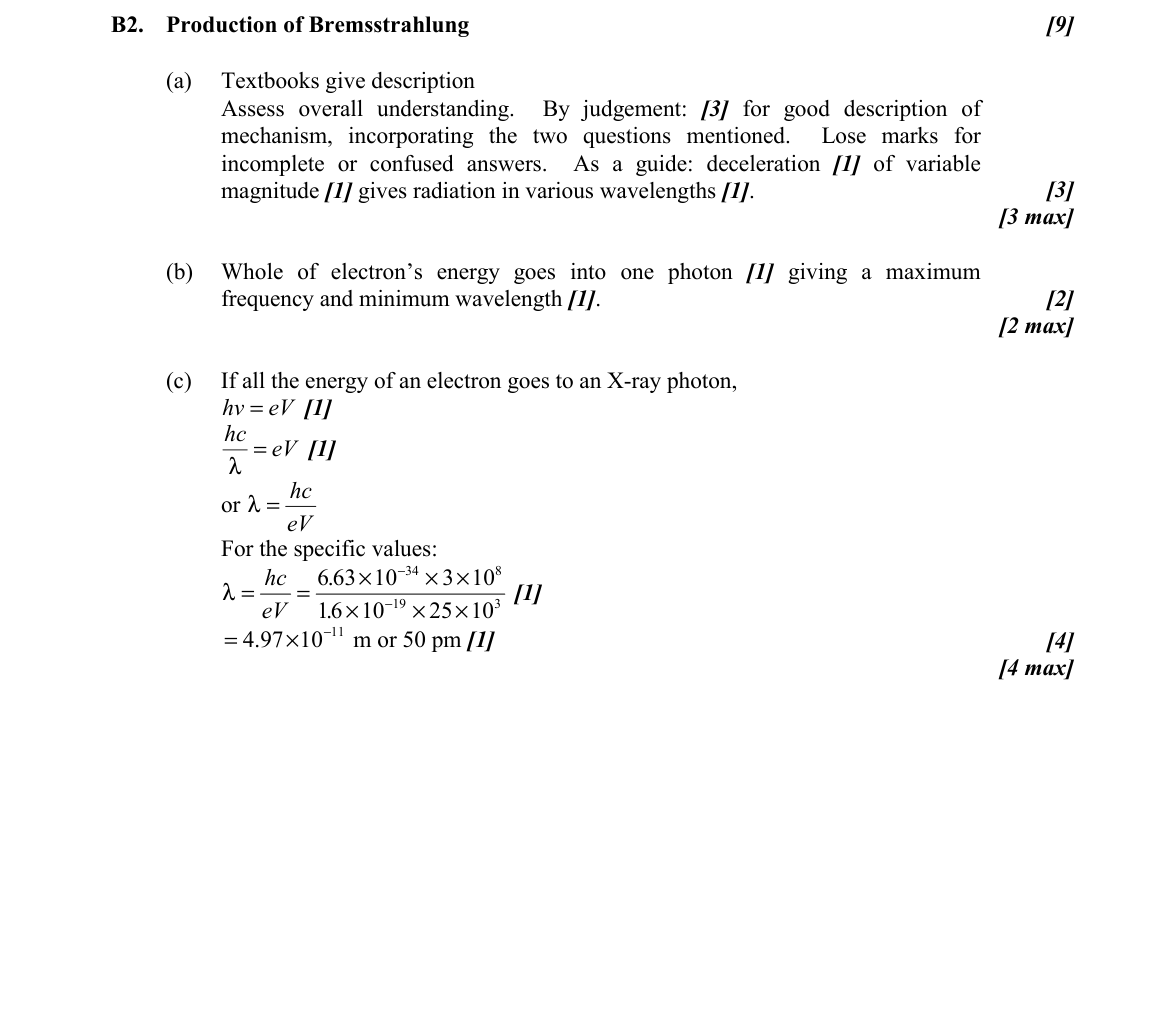 B2. Production of Bremsstrahlung [9]
(a) Textbooks give description
Assess overall understanding. By judgement: [3] for good description of
mechanism, incorporating the two questions mentioned. Lose marks for
incomplete or confused answers. As a guide: deceleration [1] of variable
magnitude [1] gives radiation in various wavelengths [1]. [3]
[3 max]
(b) Whole of electron’s energy goes into one photon [1] giving a maximum
frequency and minimum wavelength [1]. [2]
[2 max]
(c) If all the energy of an electron goes to an X-ray photon,
hν = eV [1]
hc/λ = eV [1]
or λ = hc/eV
For the specific values:
λ = hc/eV = 6.63×10⁻³⁴ × 3×10⁸ / 1.6×10⁻¹⁹ × 25×10³ [1]
= 4.97×10⁻¹¹ m or 50 pm [1] [4]
[4 max]